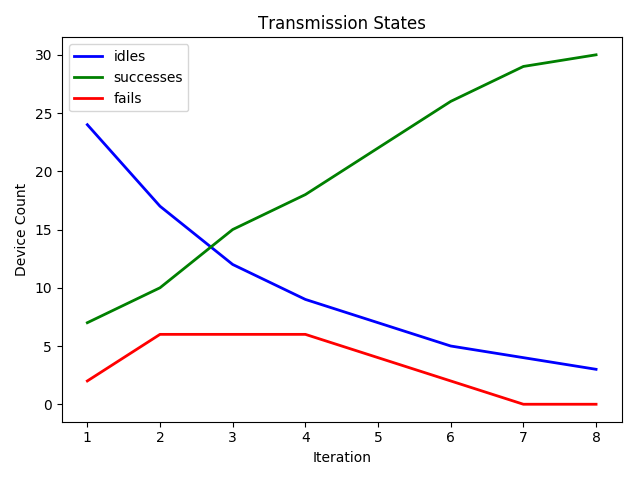 Transmission States
idles
successes
fails
30
25
20
15
10
5
0
Device Count
1 2 3 4 5 6 7 8
Iteration